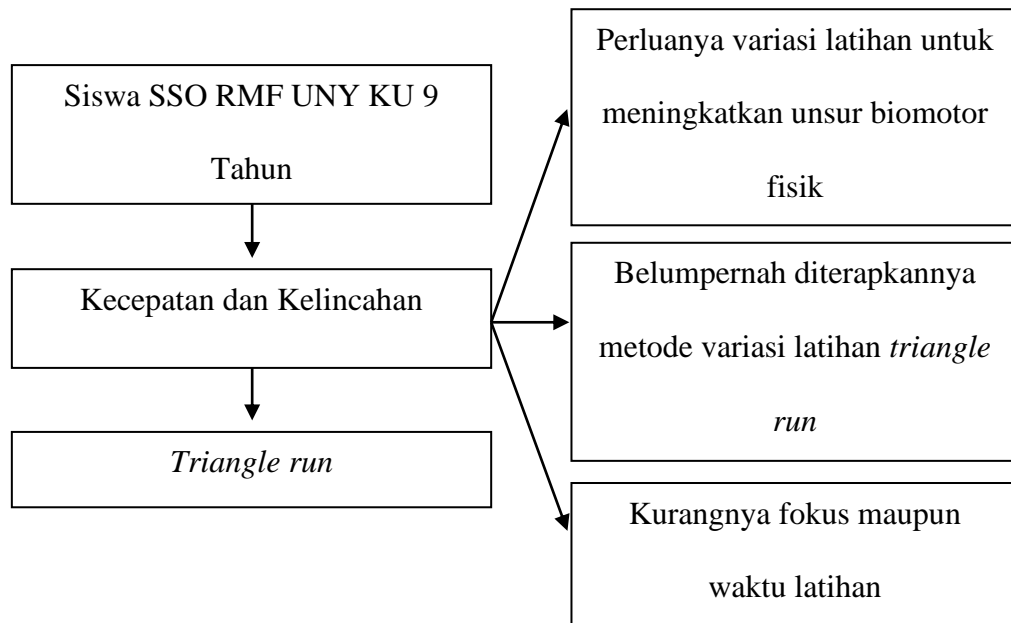 Siswa SSO RMF UNY KU 9
Tahun
Kecepatan dan Kelincahan
Triangle run
Perluanya variasi latihan untuk
meningkatkan unsur biomotor
fisik
Belumpernah diterapkannya
metode variasi latihan triangle
run
Kurangnya fokus maupun
waktu latihan